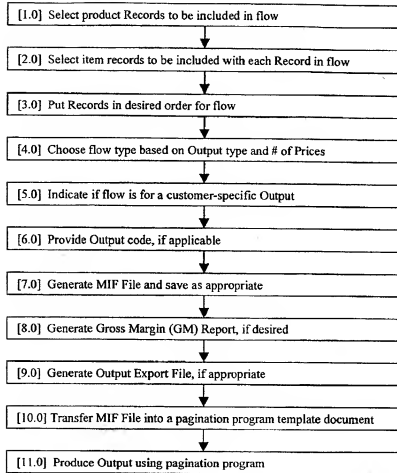 [1.0] Select product Records to be included in flow
[2.0] Select item records to be included with each Record in flow
[3.0] Put Records in desired order for flow
[4.0] Choose flow type based on Output type and # of Prices
[5.0] Indicate if flow is for a customer-specific Output
[6.0] Provide Output code, if applicable
[7.0] Generate MIF File and save as appropriate
[8.0] Generate Gross Margin (GM) Report, if desired
[9.0] Generate Output Export File, if appropriate
[10.0] Transfer MIF File into a pagination program template document
[11.0] Produce Output using pagination program